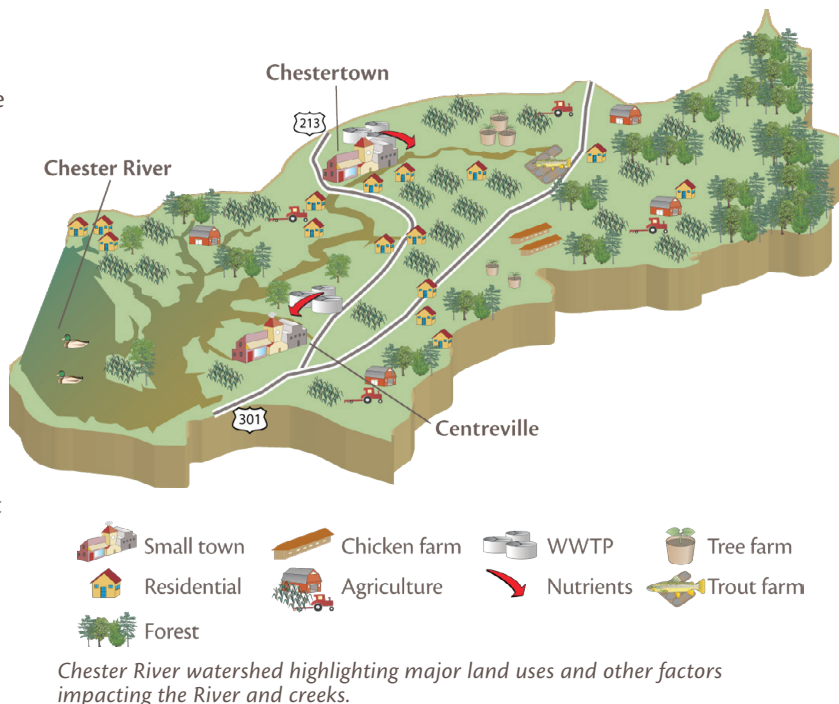 e
Chestertown
213
Chester River
301
Centreville
t
Small town
Chicken farm
WWTP
Tree farm
Residential
Agriculture
Nutrients
Trout farm
Forest
Chester River watershed highlighting major land uses and other factors
impacting the River and creeks.